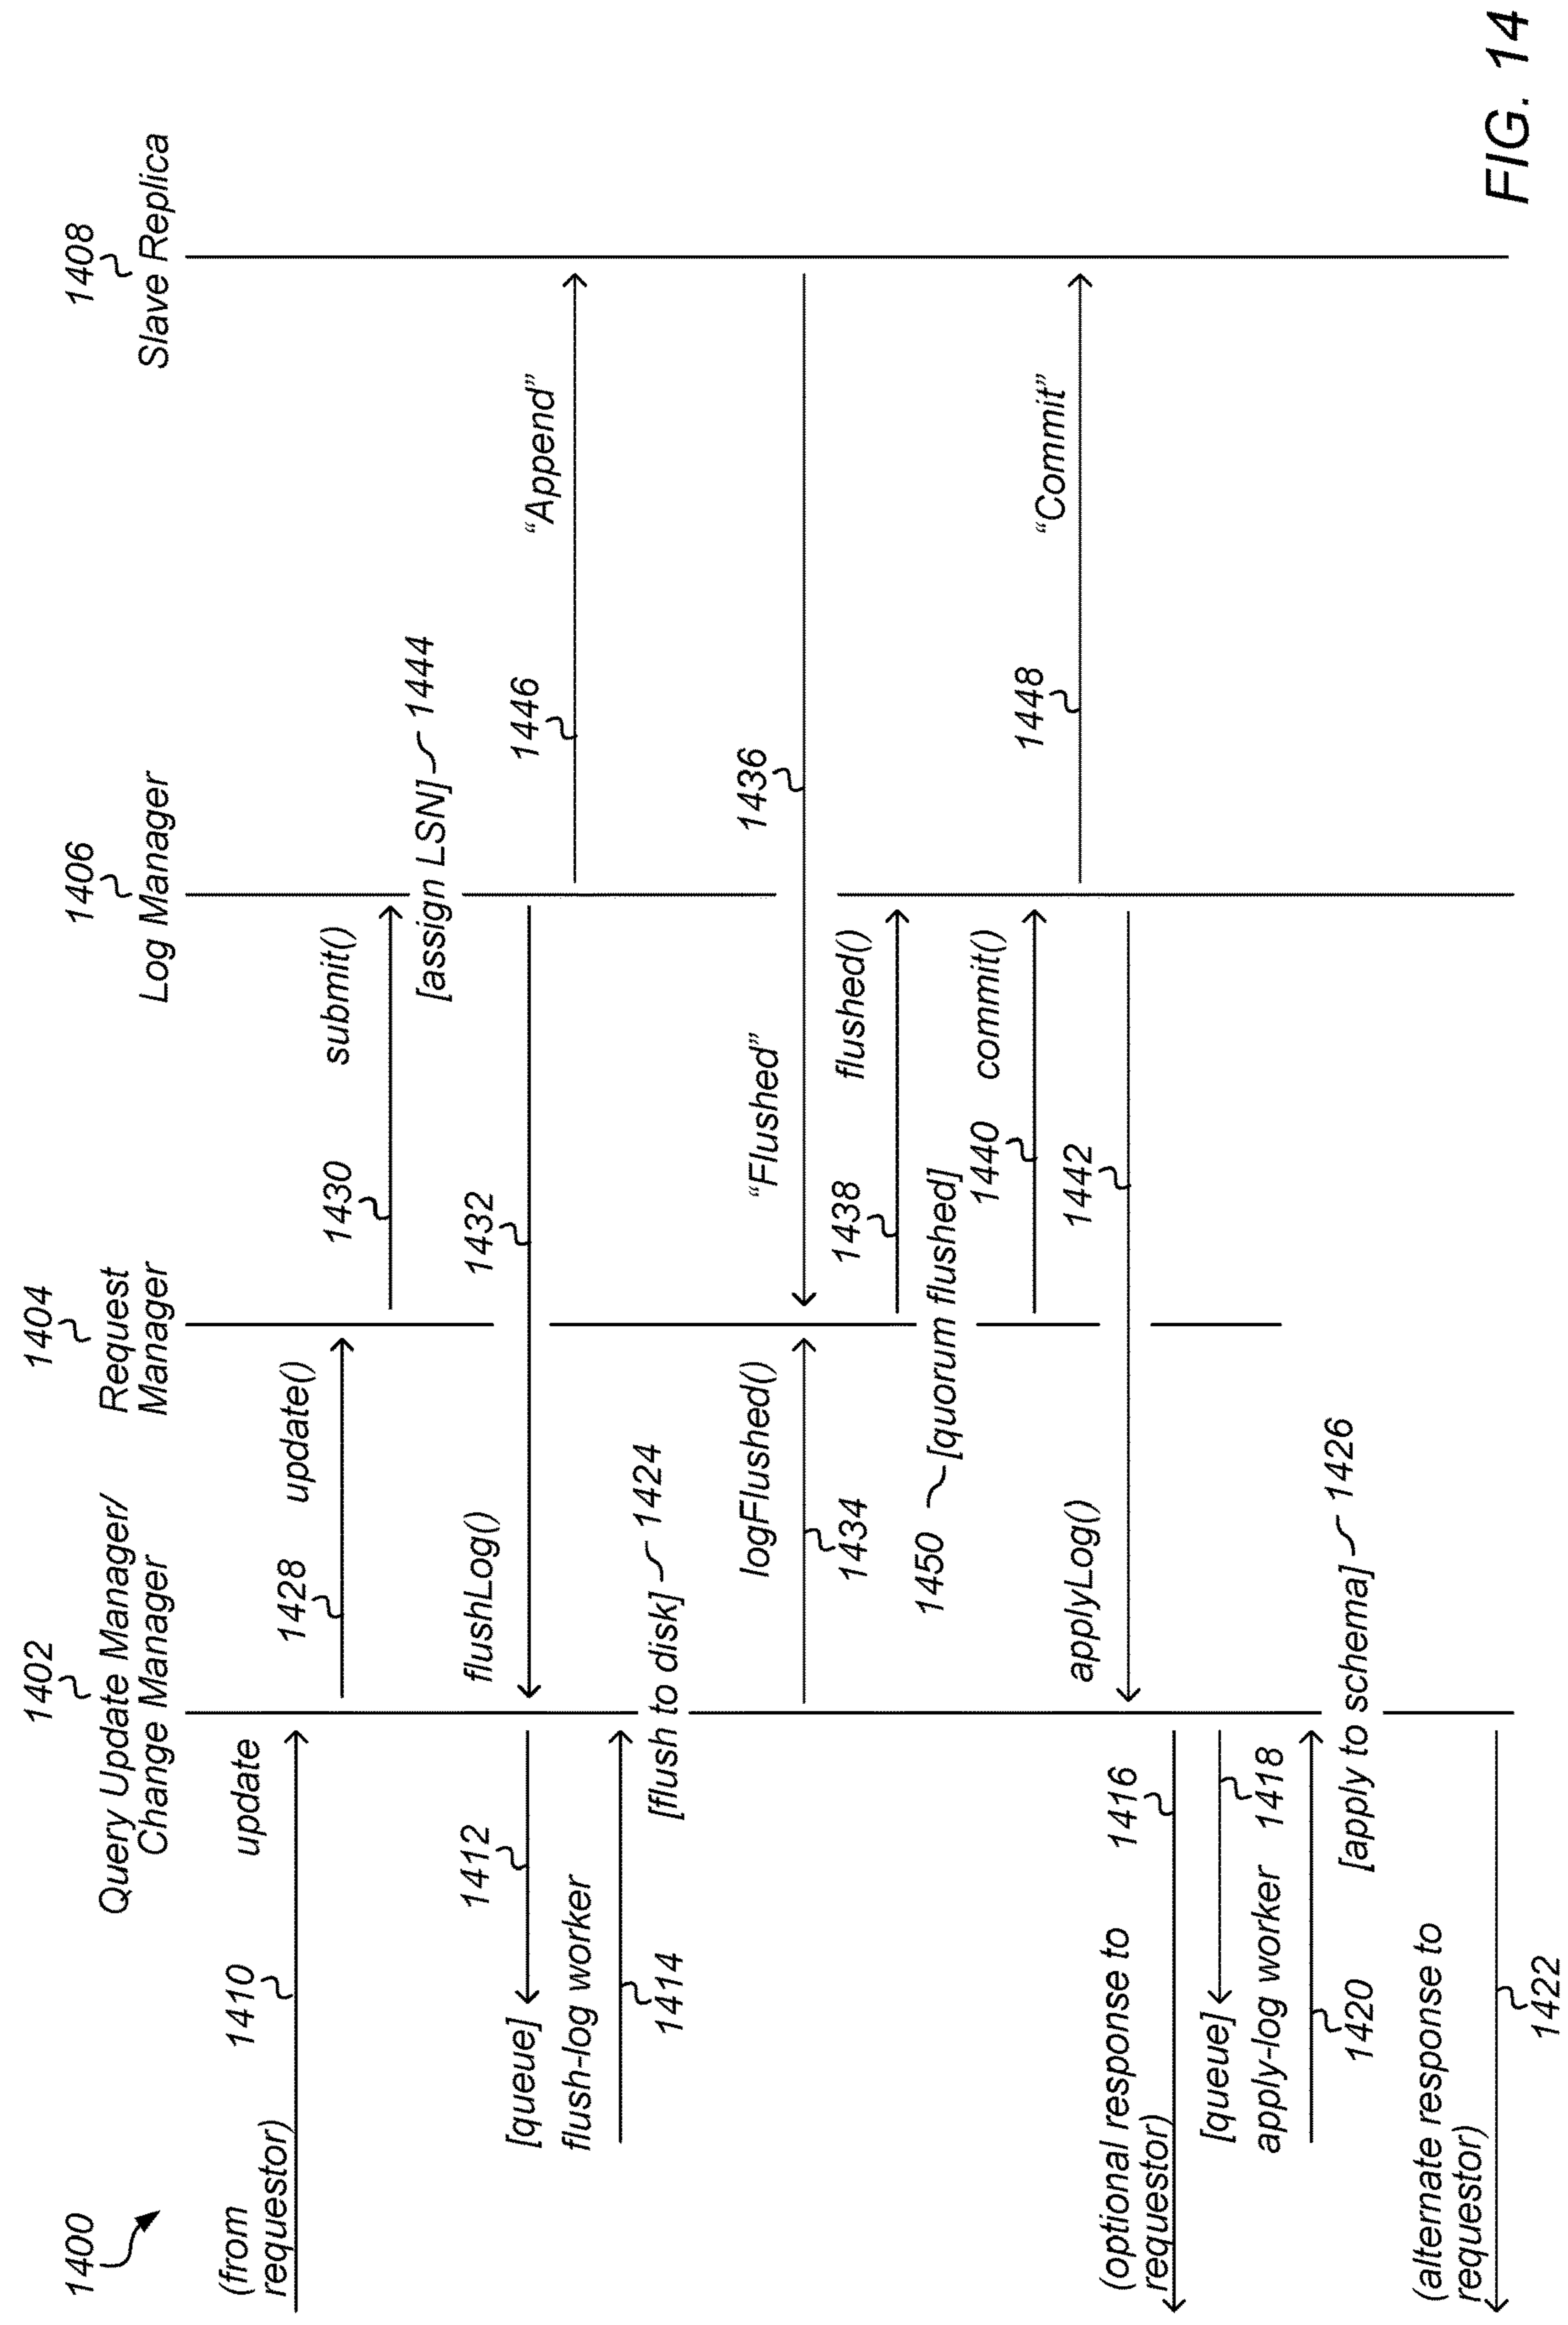 1400
1402
Query Update Manager/
Change Manager
1404
Request
Manager
1406
Log Manager
1408
Slave Replica
(from
requestor)
1410
update
1428
update()
1430
submit()
[assign LSN]
1444
1412
flushLog()
1432
[queue]
1446
“Append”
flush-log worker
1414
[flush to disk]
1424
logFlushed()
1434
“Flushed”
1436
1438
flushed()
1450
[quorum flushed]
1440
commit()
1448
“Commit”
applyLog()
1442
(optional response to
requestor)
1416
[queue]
1418
apply-log worker
1420
[apply to schema]
1426
(alternate response to
requestor)
1422
FIG. 14